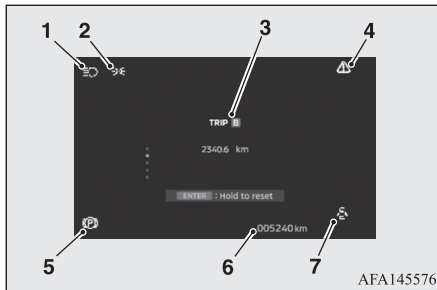 1 2 3 4
TRIP B
2340.6 km
ENTER : Hold to reset
(P)
005240 km
5 6 7
AFA145576